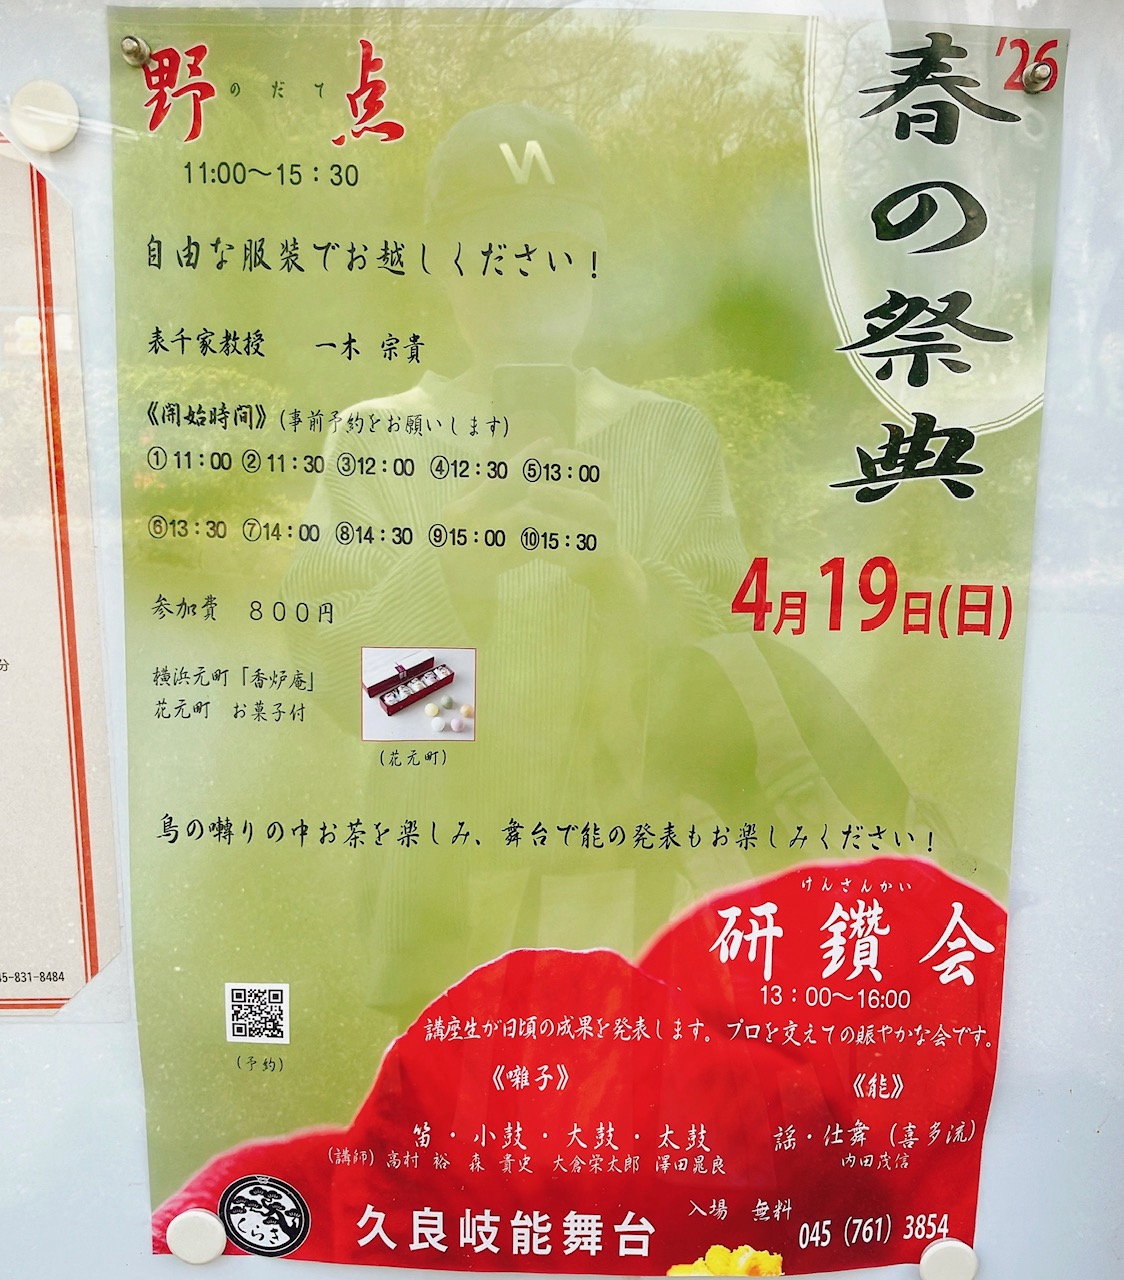 '26
春の祭典
4月19日(日)
野点
のだて
11:00〜15：30
自由な服装でお越しください！
表千家教授　一木 宗貴
《開始時間》(事前予約をお願いします)
①11：00 ②11：30 ③12：00 ④12：30 ⑤13：00
⑥13：30 ⑦14：00 ⑧14：30 ⑨15：00 ⑩15：30
参加費　８００円
横浜元町「香炉庵」
花元町　お菓子付
(花元町)
鳥の囀りの中お茶を楽しみ、舞台で能の発表もお楽しみください！
けんさんかい
研鑽会
13：00〜16:00
講座生が日頃の成果を発表します。プロを交えての賑やかな会です。
《囃子》
笛・小鼓・大鼓・太鼓
(講師) 高村 裕　森 貴史　大倉栄太郎　澤田晃良
《能》
謡・仕舞（喜多流）
内田茂信
(予約)
くらき
久良岐能舞台
入場　無料
045（761）3854
分
45-831-8484